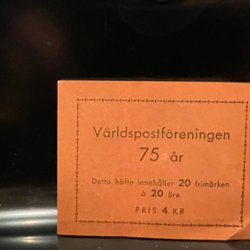 Världspostföreningen
75 år
Detta häfte innehåller 20 frimärken
à 20 öre
PRIS 4 KR